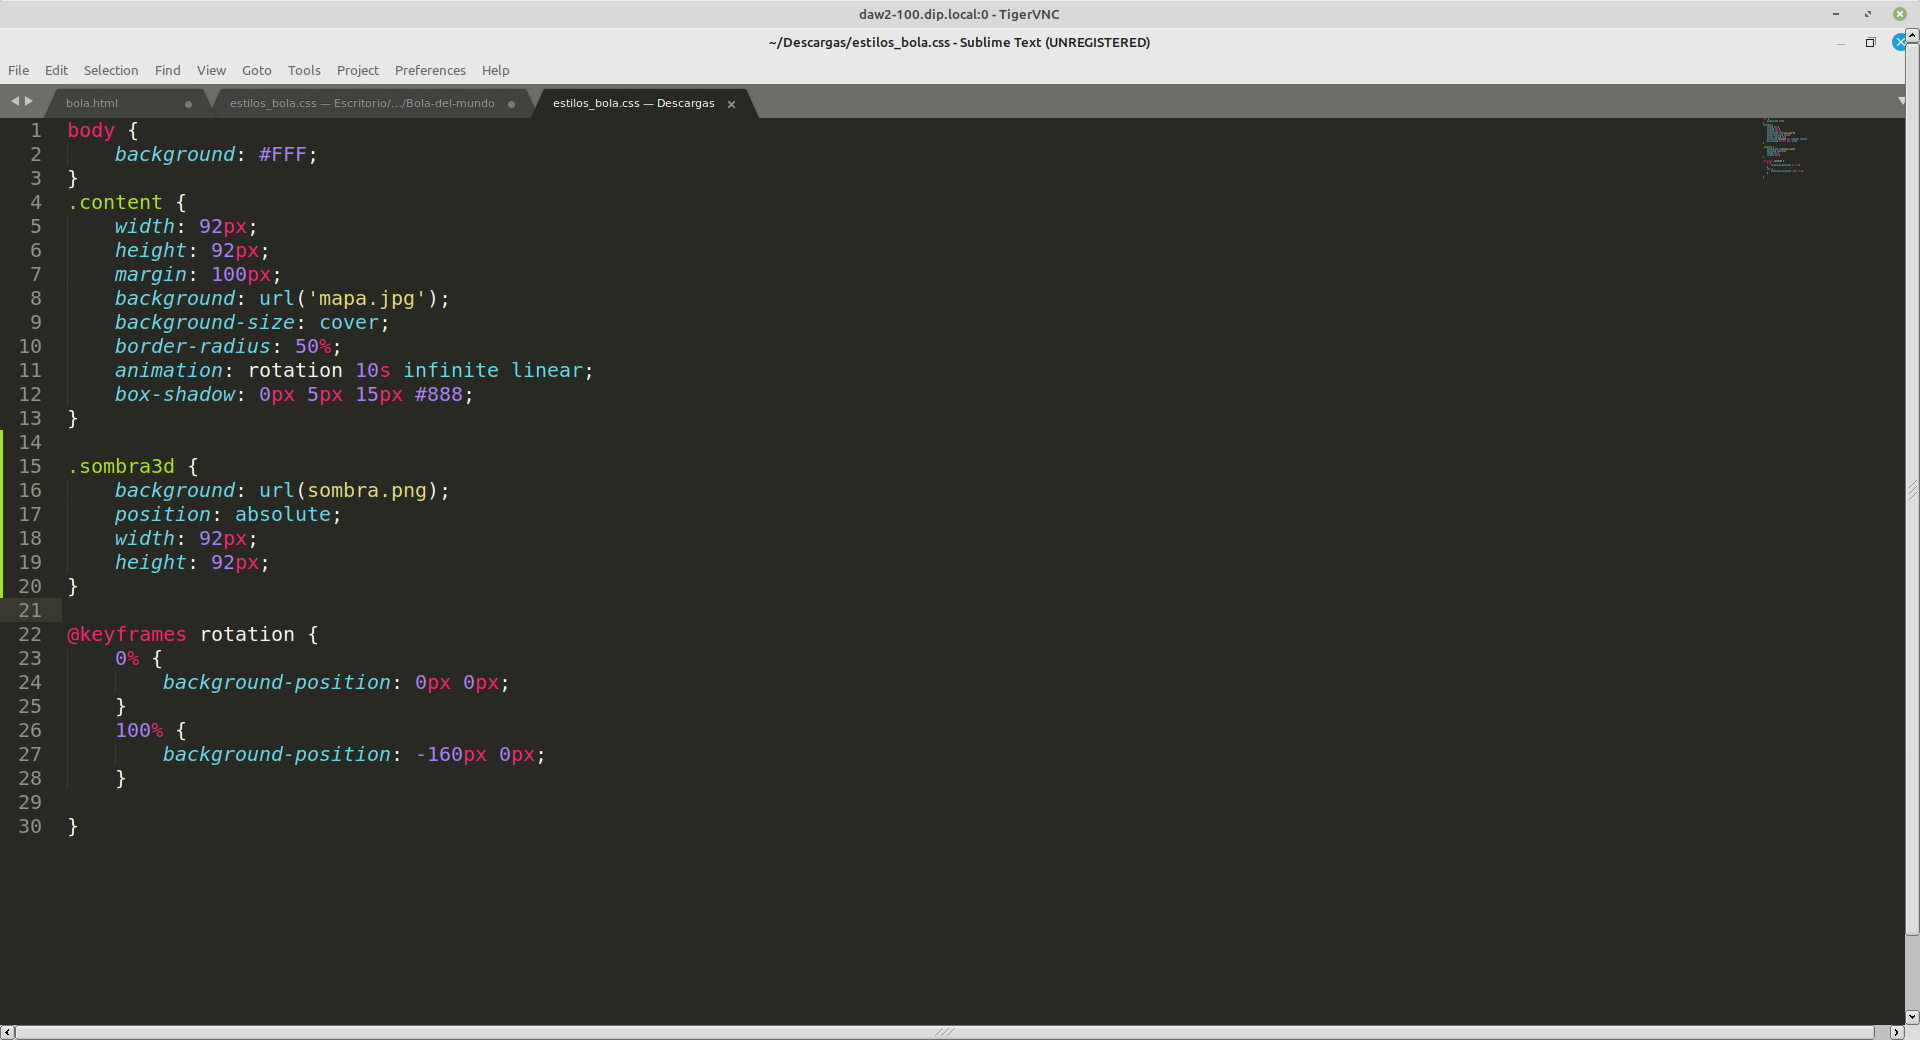 daw2-100.dip.local:0 - TigerVNC
~/Descargas/estilos_bola.css - Sublime Text (UNREGISTERED)
File Edit Selection Find View Goto Tools Project Preferences Help
bola.html estilos_bola.css — Escritorio/.../Bola-del-mundo estilos_bola.css — Descargas
1 body {
2     background: #FFF;
3 }
4 .content {
5     width: 92px;
6     height: 92px;
7     margin: 100px;
8     background: url('mapa.jpg');
9     background-size: cover;
10     border-radius: 50%;
11     animation: rotation 10s infinite linear;
12     box-shadow: 0px 5px 15px #888;
13 }
14
15 .sombra3d {
16     background: url(sombra.png);
17     position: absolute;
18     width: 92px;
19     height: 92px;
20 }
21
22 @keyframes rotation {
23     0% {
24         background-position: 0px 0px;
25     }
26     100% {
27         background-position: -160px 0px;
28     }
29
30 }